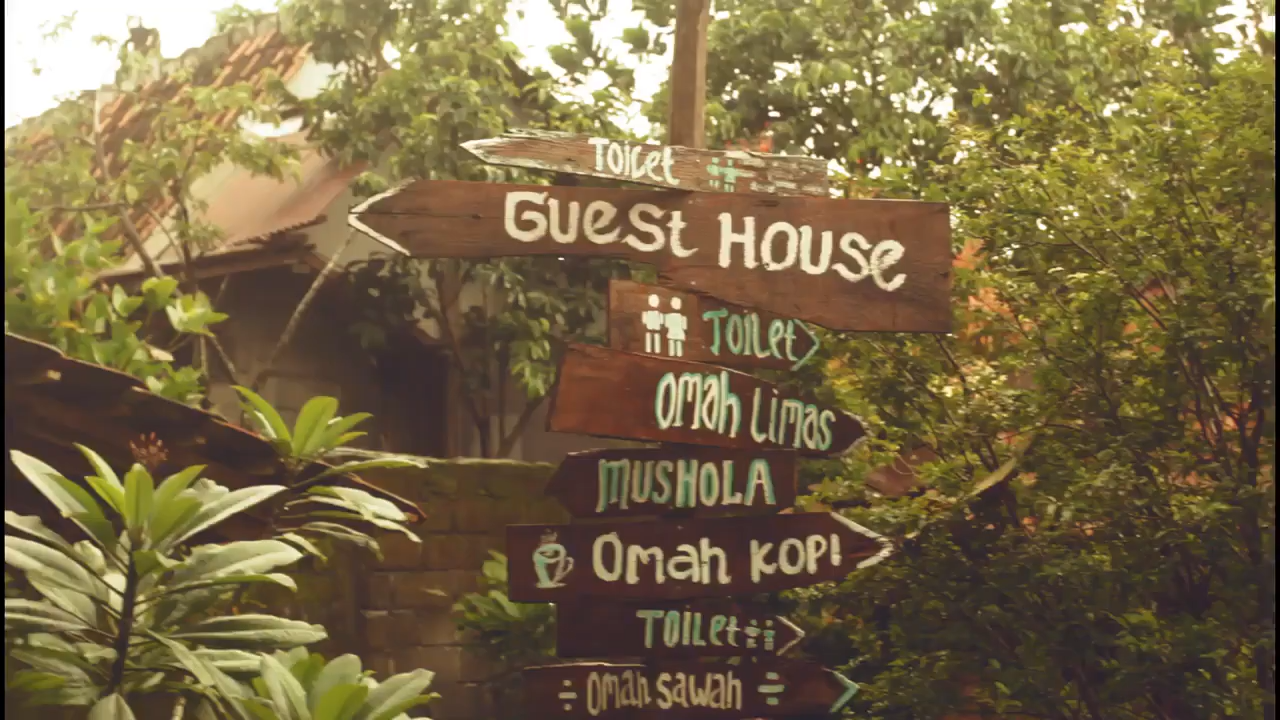 TOiLet
GUeSt HOUSe
TOiLet
OMah LiMas
MUSHOLA
OMah KOPI
TOILet
÷ OMah Sawah ÷